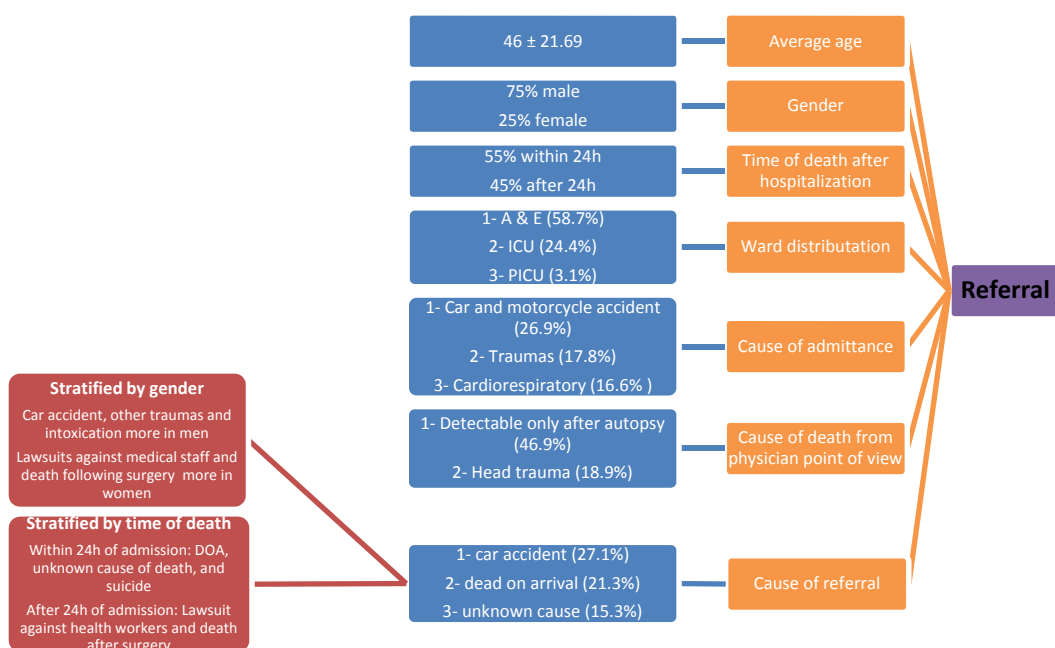 46 ± 21.69
Average age
75% male
25% female
Gender
55% within 24h
45% after 24h
Time of death after
hospitalization
1- A & E (58.7%)
2- ICU (24.4%)
3- PICU (3.1%)
Ward distributation
Referral
1- Car and motorcycle accident
(26.9%)
2- Traumas (17.8%)
3- Cardiorespiratory (16.6% )
Cause of admittance
1- Detectable only after autopsy
(46.9%)
2- Head trauma (18.9%)
Cause of death from
physician point of view
1- car accident (27.1%)
2- dead on arrival (21.3%)
3- unknown cause (15.3%)
Cause of referral
Stratified by gender
Car accident, other traumas and
intoxication more in men
Lawsuits against medical staff and
death following surgery more in
women
Stratified by time of death
Within 24h of admission: DOA,
unknown cause of death, and
suicide
After 24h of admission: Lawsuit
against health workers and death
after surgery